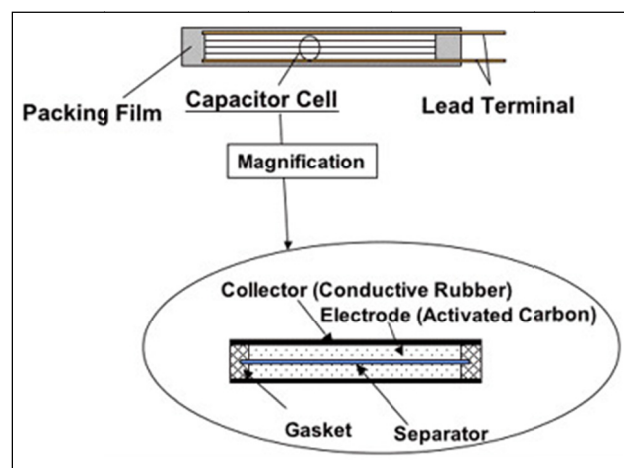 Packing Film
Capacitor Cell
Lead Terminal
Magnification
Collector (Conductive Rubber)
Electrode (Activated Carbon)
Gasket
Separator